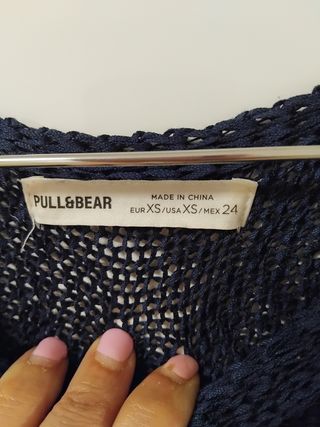 PULL&BEAR
MADE IN CHINA
EUR XS/USA XS/MEX 24